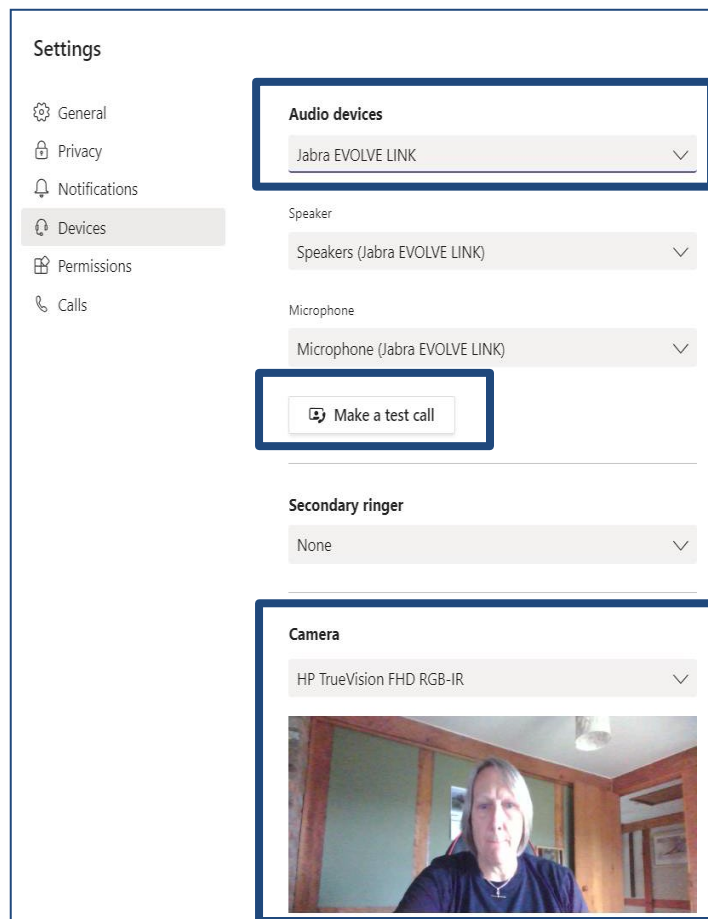 Settings
General
Privacy
Notifications
Devices
Permissions
Calls
Audio devices
Jabra EVOLVE LINK
Speaker
Speakers (Jabra EVOLVE LINK)
Microphone
Microphone (Jabra EVOLVE LINK)
Make a test call
Secondary ringer
None
Camera
HP TrueVision FHD RGB-IR